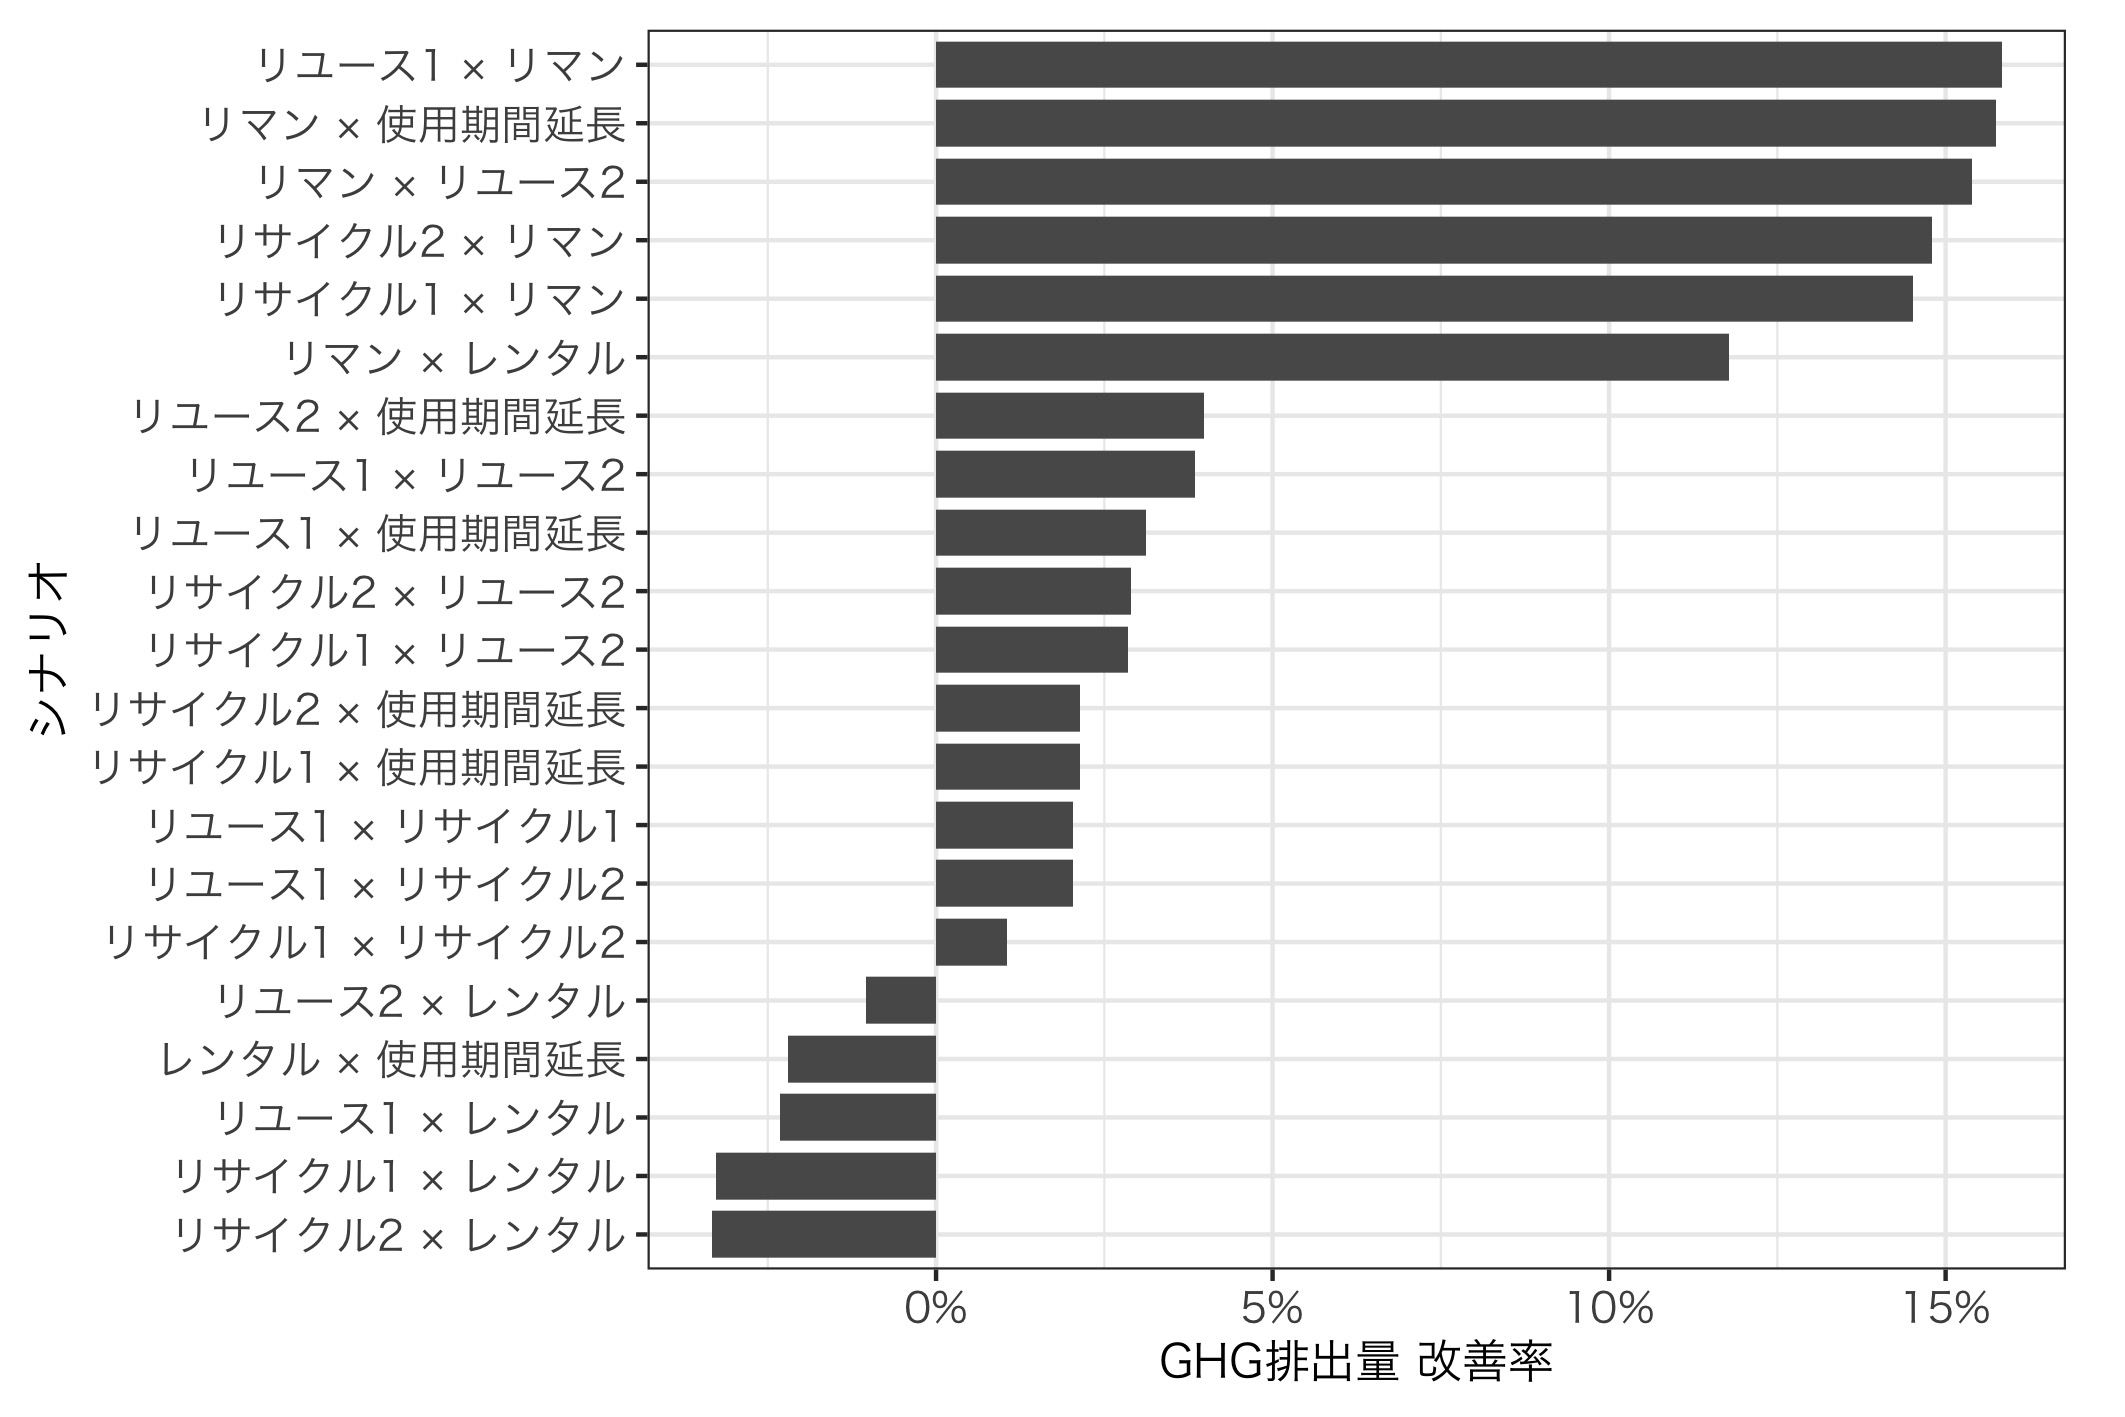 リユース1 × リマン
リマン × 使用期間延長
リマン × リユース2
リサイクル2 × リマン
リサイクル1 × リマン
リマン × レンタル
リユース2 × 使用期間延長
リユース1 × リユース2
リユース1 × 使用期間延長
リサイクル2 × リユース2
リサイクル1 × リユース2
リサイクル2 × 使用期間延長
リサイクル1 × 使用期間延長
リユース1 × リサイクル1
リユース1 × リサイクル2
リサイクル1 × リサイクル2
リユース2 × レンタル
レンタル × 使用期間延長
リユース1 × レンタル
リサイクル1 × レンタル
リサイクル2 × レンタル
シナリオ
0% 5% 10% 15%
GHG排出量 改善率